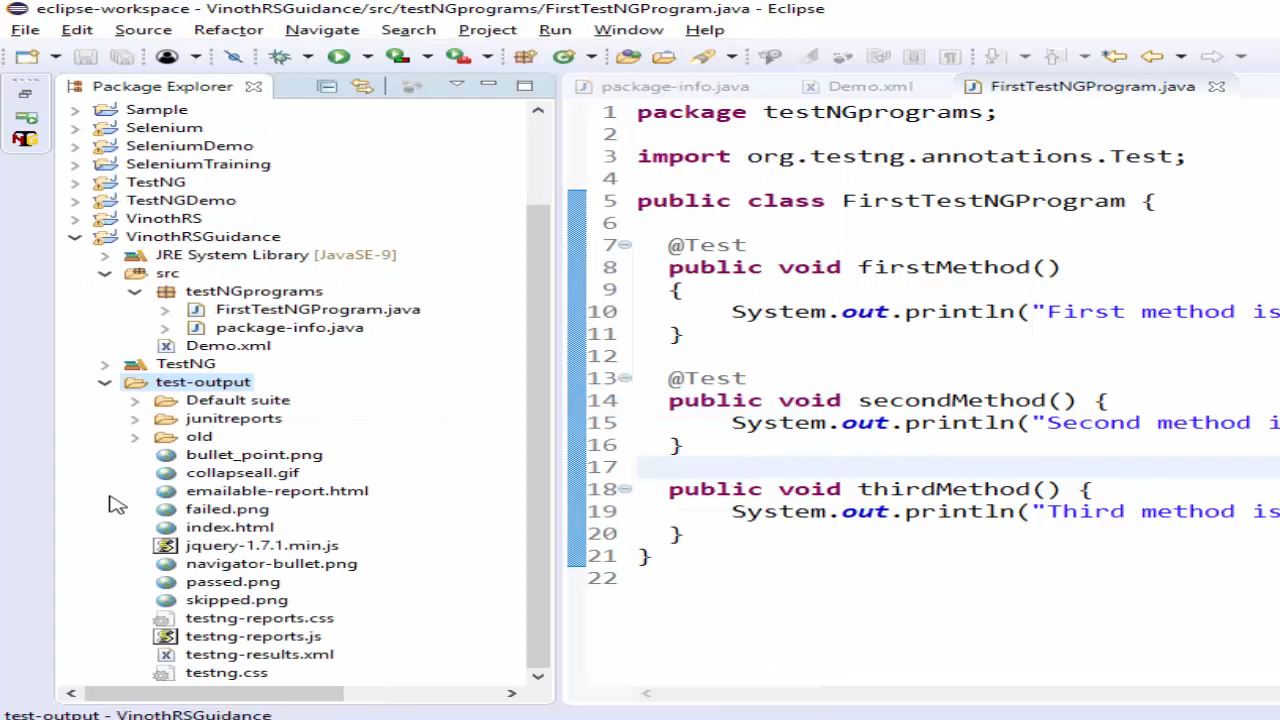 eclipse-workspace - VinothRSGuidance/src/testNGprograms/FirstTestNGProgram.java - Eclipse
File Edit Source Refactor Navigate Search Project Run Window Help
Package Explorer
package-info.java Demo.xml FirstTestNGProgram.java
Sample
Selenium
SeleniumDemo
SeleniumTraining
TestNG
TestNGDemo
VinothRS
VinothRSGuidance
JRE System Library [JavaSE-9]
src
testNGprograms
FirstTestNGProgram.java
package-info.java
Demo.xml
TestNG
test-output
Default suite
junitreports
old
bullet_point.png
collapseall.gif
emailable-report.html
failed.png
index.html
jquery-1.7.1.min.js
navigator-bullet.png
passed.png
skipped.png
testng-reports.css
testng-reports.js
testng-results.xml
testng.css
1 package testNGprograms;
2
3 import org.testng.annotations.Test;
4
5 public class FirstTestNGProgram {
6
7 @Test
8 public void firstMethod()
9 {
10 System.out.println("First method is
11 }
12
13 @Test
14 public void secondMethod() {
15 System.out.println("Second method i
16 }
17
18 public void thirdMethod() {
19 System.out.println("Third method is
20 }
21 }
22
test-output - VinothRSGuidance